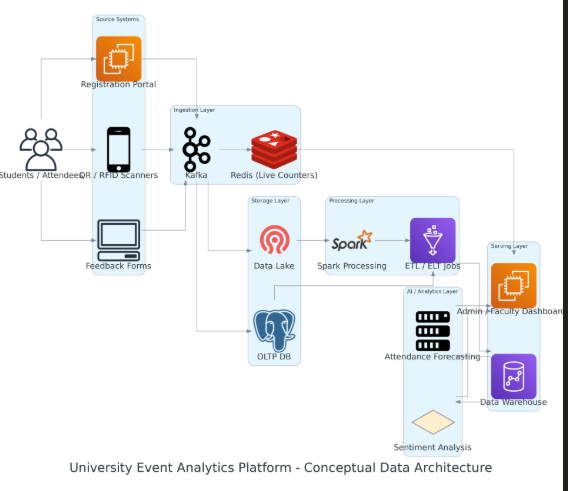 Source Systems
Registration Portal
Ingestion Layer
Students / Attendees
QR / RFID Scanners
Kafka
Redis (Live Counters)
Storage Layer
Processing Layer
Serving Layer
Feedback Forms
Data Lake
Spark
Spark Processing
ETL / ELT Jobs
AI / Analytics Layer
Admin / Faculty Dashboard
OLTP DB
Attendance Forecasting
Data Warehouse
Sentiment Analysis
University Event Analytics Platform - Conceptual Data Architecture